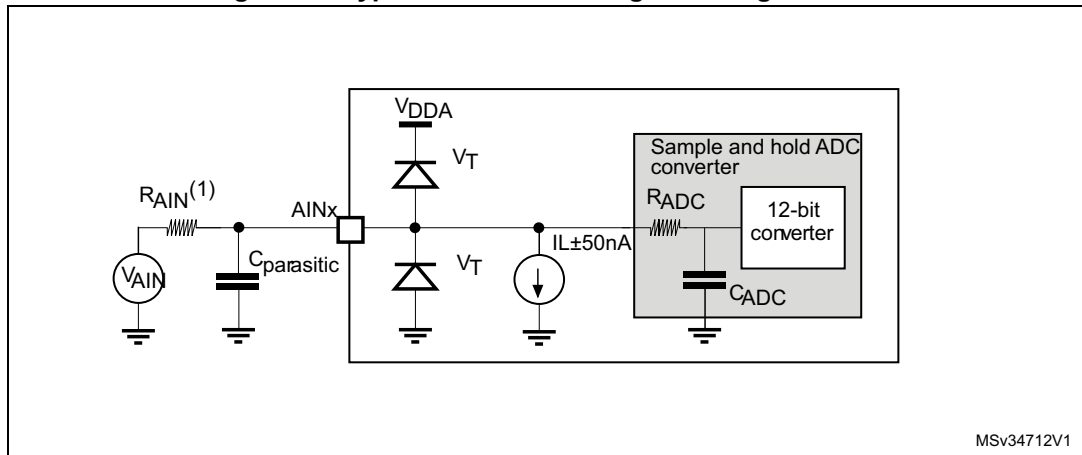 V_DDA
V_T
Sample and hold ADC
converter
R_AIN(1)
AINx
R_ADC
12-bit
converter
IL±50nA
V_AIN
C_parasitic
V_T
C_ADC
MSv34712V1